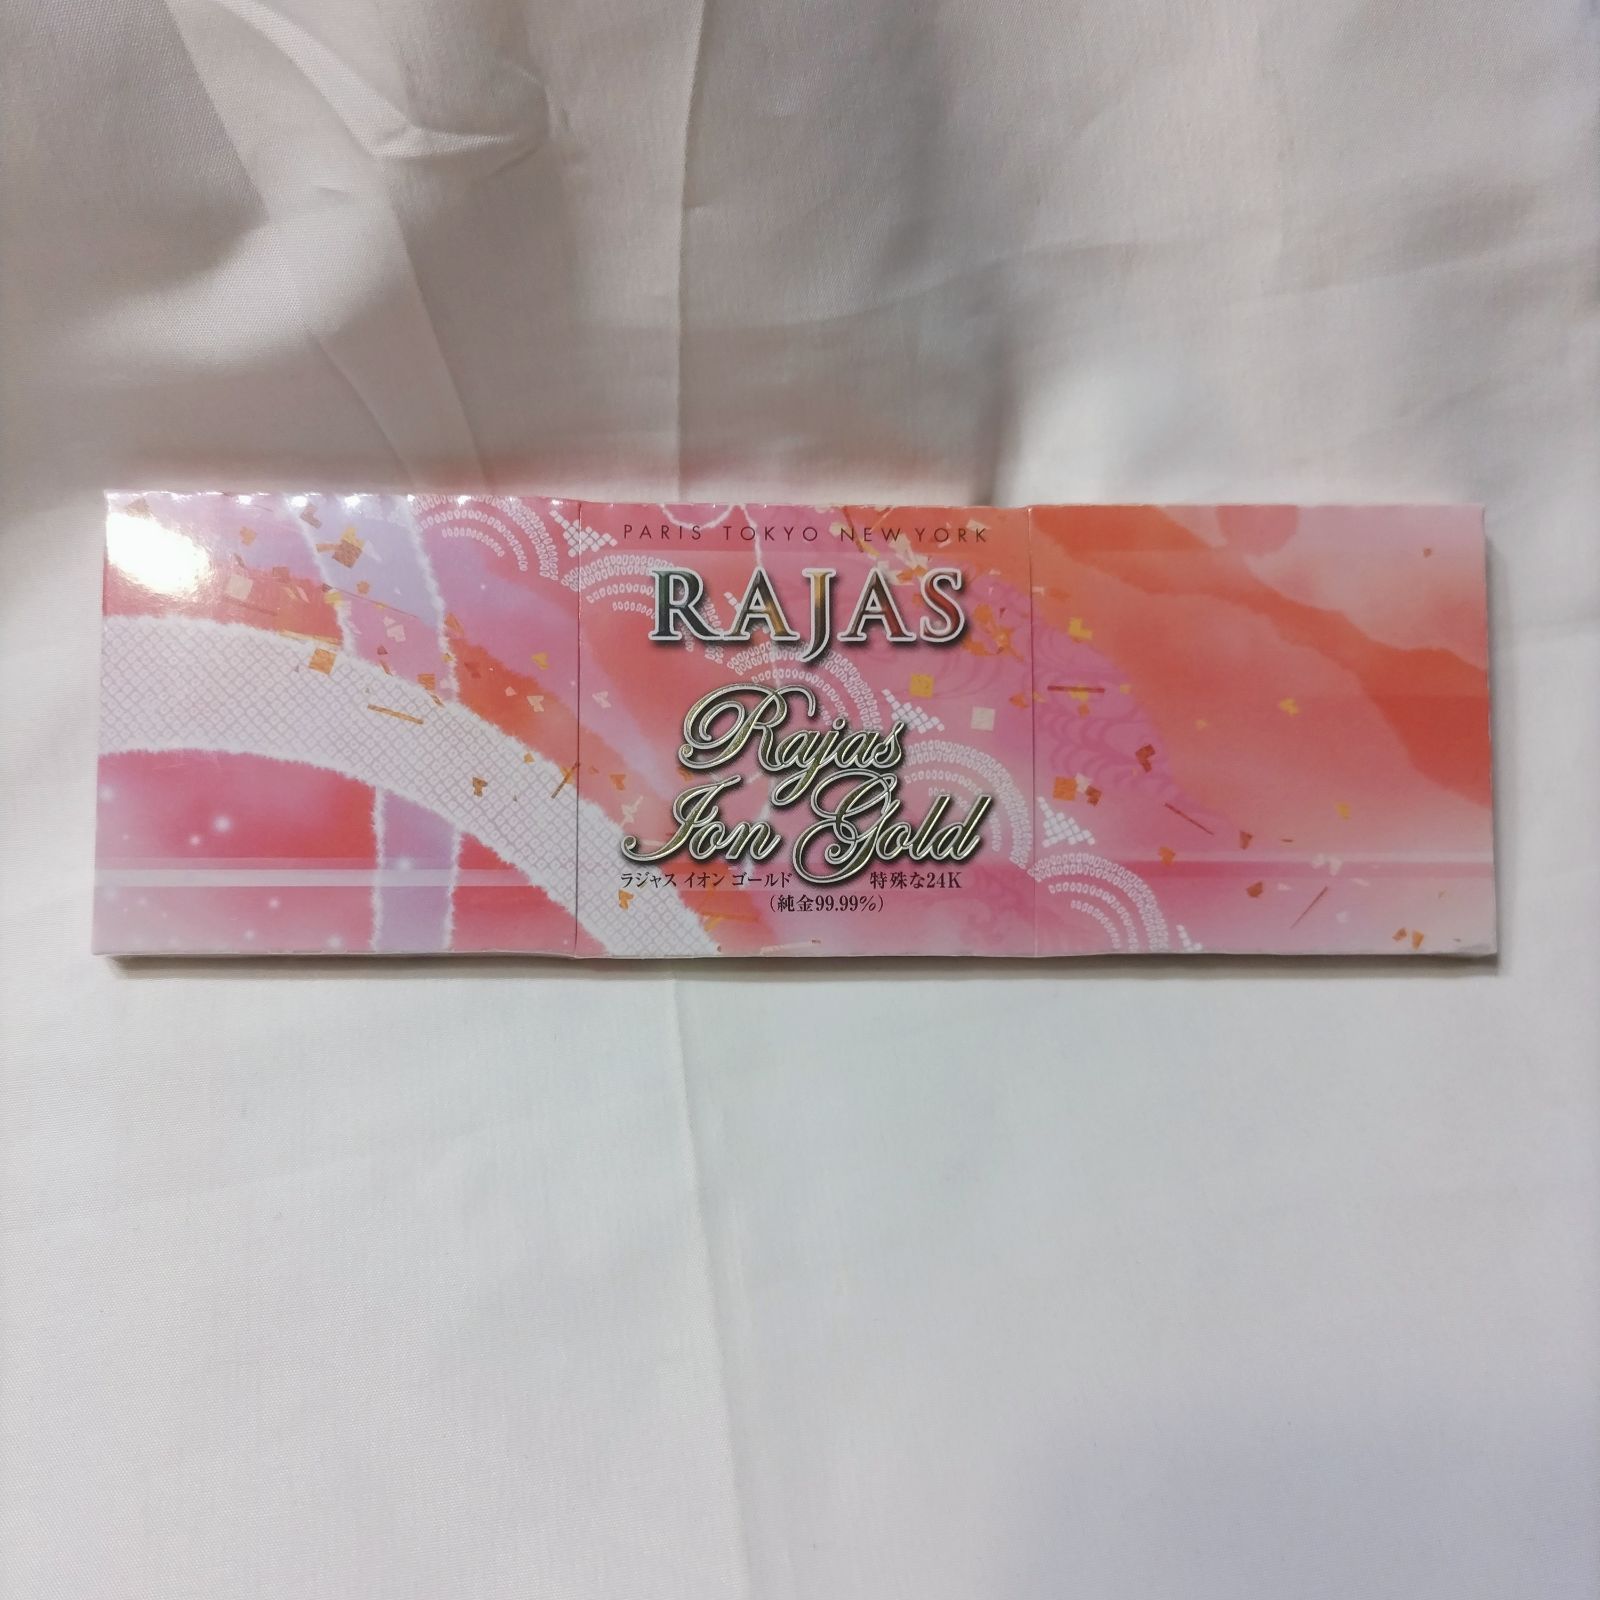 PARIS TOKYO NEW YORK
RAJAS
Rajas
Ion Gold
ラジャス イオン ゴールド 特殊な24K
(純金99.99%)